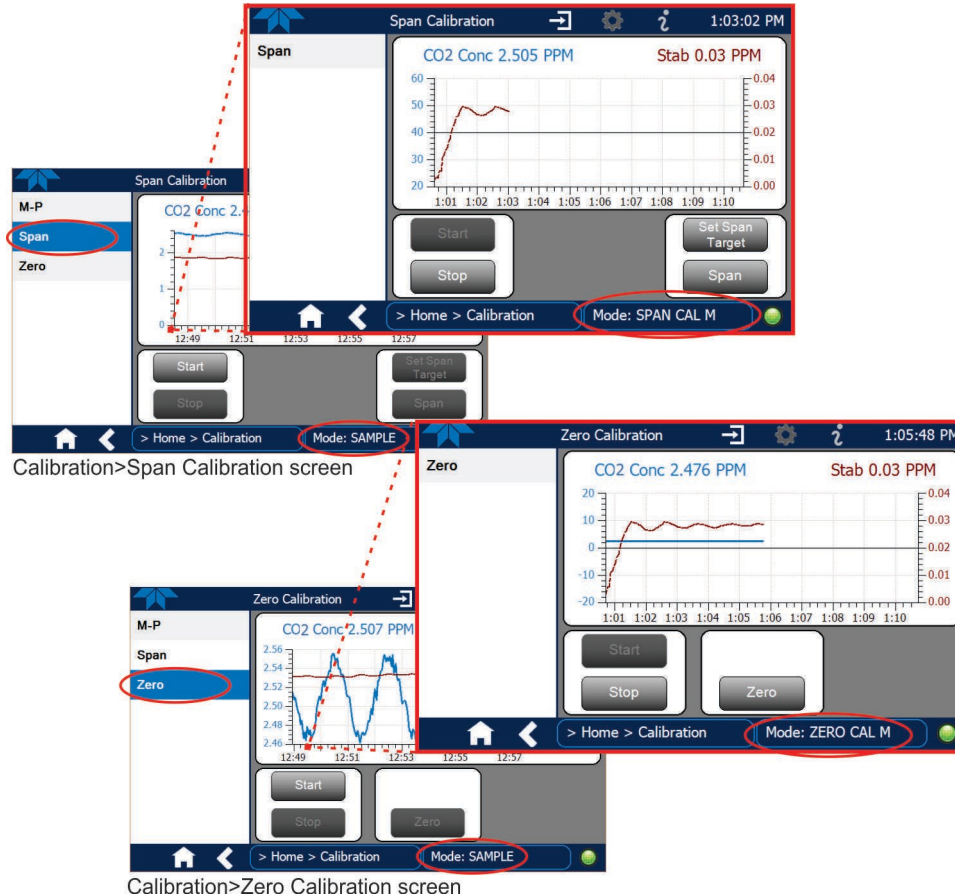 Span Calibration
1:03:02 PM
Span
CO2 Conc 2.505 PPM
Stab 0.03 PPM
60
50
40
30
20
0.04
0.03
0.02
0.01
0.00
1:01 1:02 1:03 1:04 1:05 1:06 1:07 1:08 1:09 1:10
Start
Stop
Set Span
Target
Span
> Home > Calibration
Mode: SPAN CAL M
Span Calibration
M-P
Span
Zero
CO2 Conc 2.4
2
1
0
12:49 12:51 12:53 12:55 12:57
Start
Stop
Set Span
Target
Span
> Home > Calibration
Mode: SAMPLE
Calibration>Span Calibration screen
Zero Calibration
1:05:48 PM
Zero
CO2 Conc 2.476 PPM
Stab 0.03 PPM
20
10
0
-10
-20
0.04
0.03
0.02
0.01
0.00
1:01 1:02 1:03 1:04 1:05 1:06 1:07 1:08 1:09 1:10
Start
Stop
Zero
> Home > Calibration
Mode: ZERO CAL M
Zero Calibration
M-P
Span
Zero
CO2 Conc 2.507 PPM
2.56
2.54
2.52
2.50
2.48
2.46
12:49 12:51 12:53 12:55 12:57
Start
Stop
Zero
> Home > Calibration
Mode: SAMPLE
Calibration>Zero Calibration screen